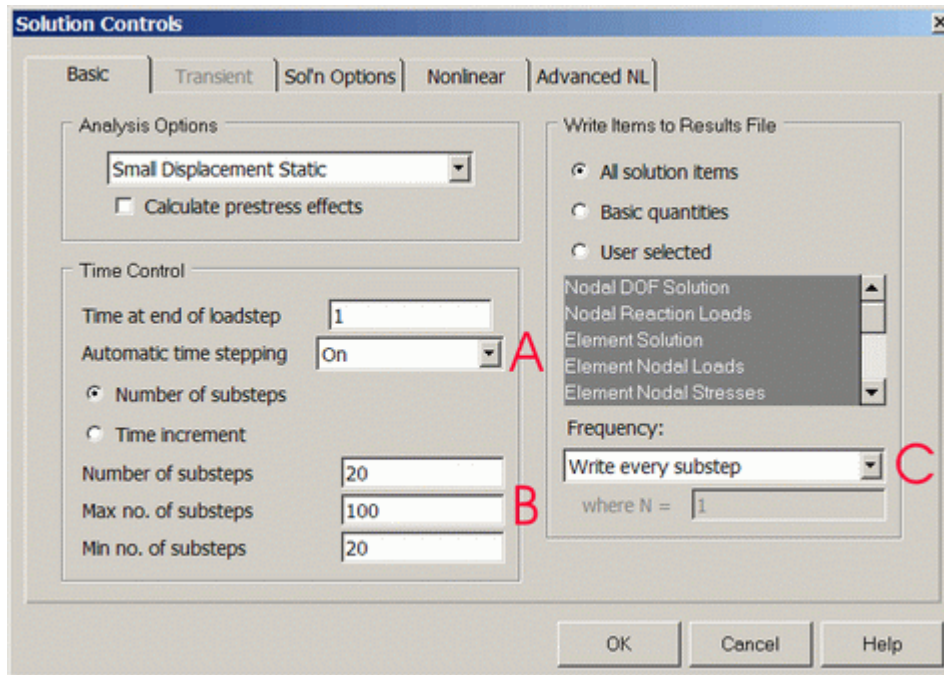 Solution Controls
Basic
Transient
Sol'n Options
Nonlinear
Advanced NL
Analysis Options
Small Displacement Static
Calculate prestress effects
Time Control
Time at end of loadstep 1
Automatic time stepping On A
Number of substeps
Time increment
Number of substeps 20
Max no. of substeps 100 B
Min no. of substeps 20
Write Items to Results File
All solution items
Basic quantities
User selected
Nodal DOF Solution
Nodal Reaction Loads
Element Solution
Element Nodal Loads
Element Nodal Stresses
Frequency:
Write every substep C
where N = 1
OK
Cancel
Help